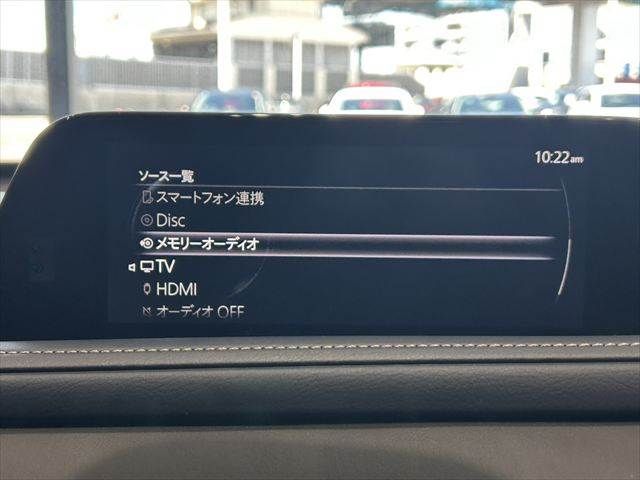 10:22am
ソース一覧
スマートフォン連携
Disc
メモリーオーディオ
TV
HDMI
オーディオ OFF